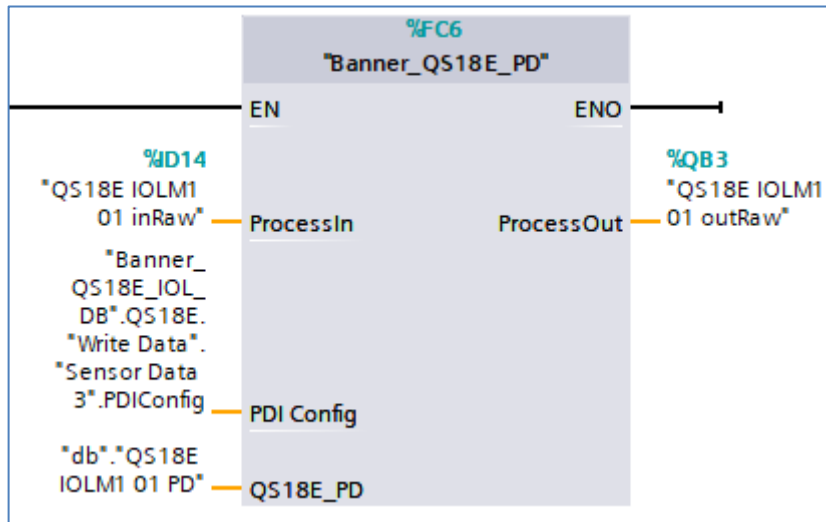 %FC6
"Banner_QS18E_PD"
EN
ENO
%ID14
"QS18E IOLM1
01 inRaw"
ProcessIn
ProcessOut
%QB3
"QS18E IOLM1
01 outRaw"
"Banner_
QS18E_IOL_
DB".QS18E.
"Write Data".
"Sensor Data
3".PDIConfig
PDI Config
"db"."QS18E
IOLM1 01 PD"
QS18E_PD